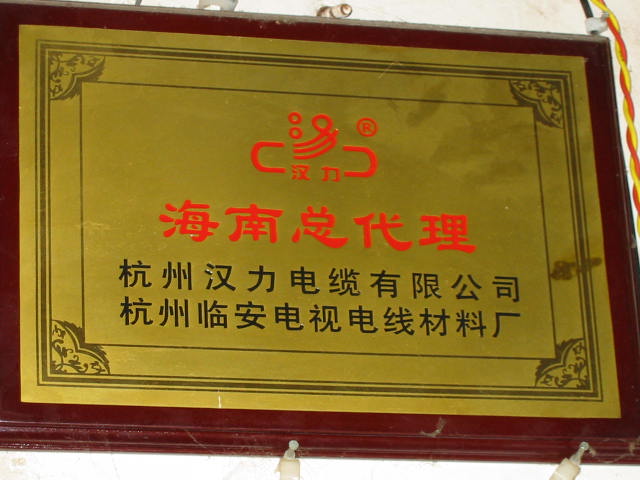 ®
汉力
海南总代理
杭州汉力电缆有限公司
杭州临安电视电线材料厂